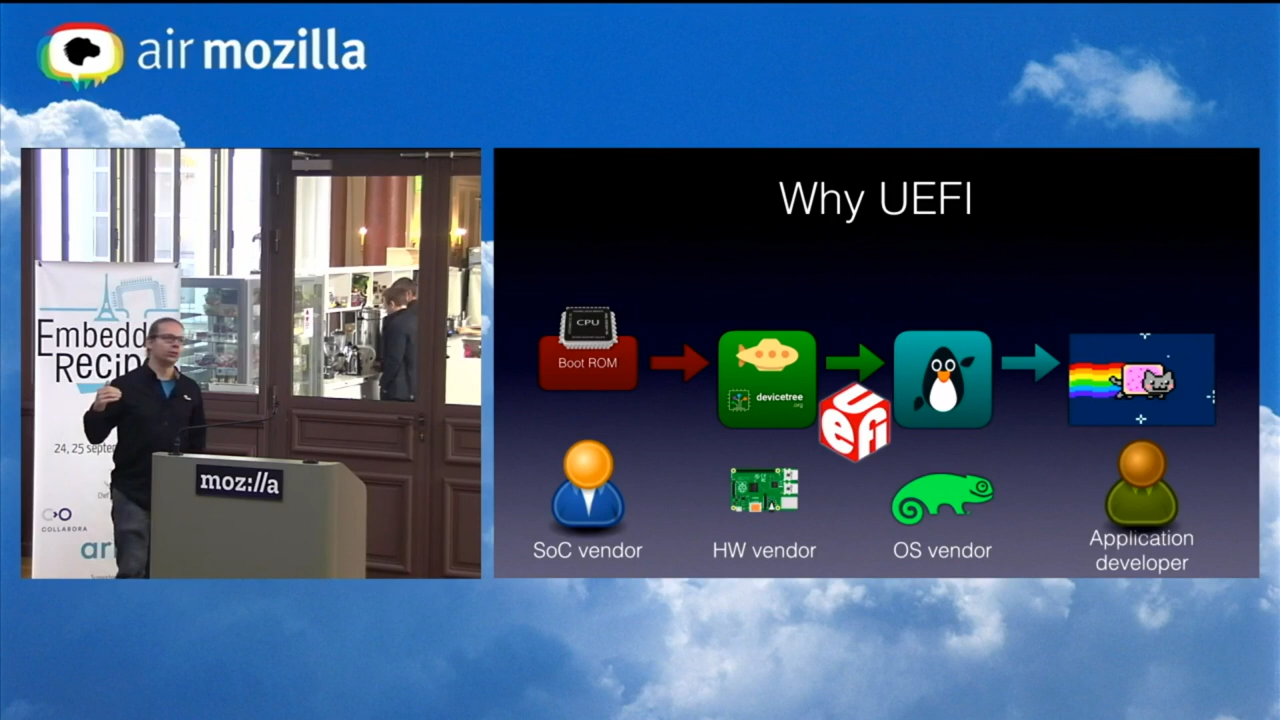 air mozilla
Why UEFI
CPU
Boot ROM
devicetree
.org
UEFI
SoC vendor
HW vendor
OS vendor
Application
developer
Embedd
Recip
24, 25 septe
COLLABORA
ar
moz://a